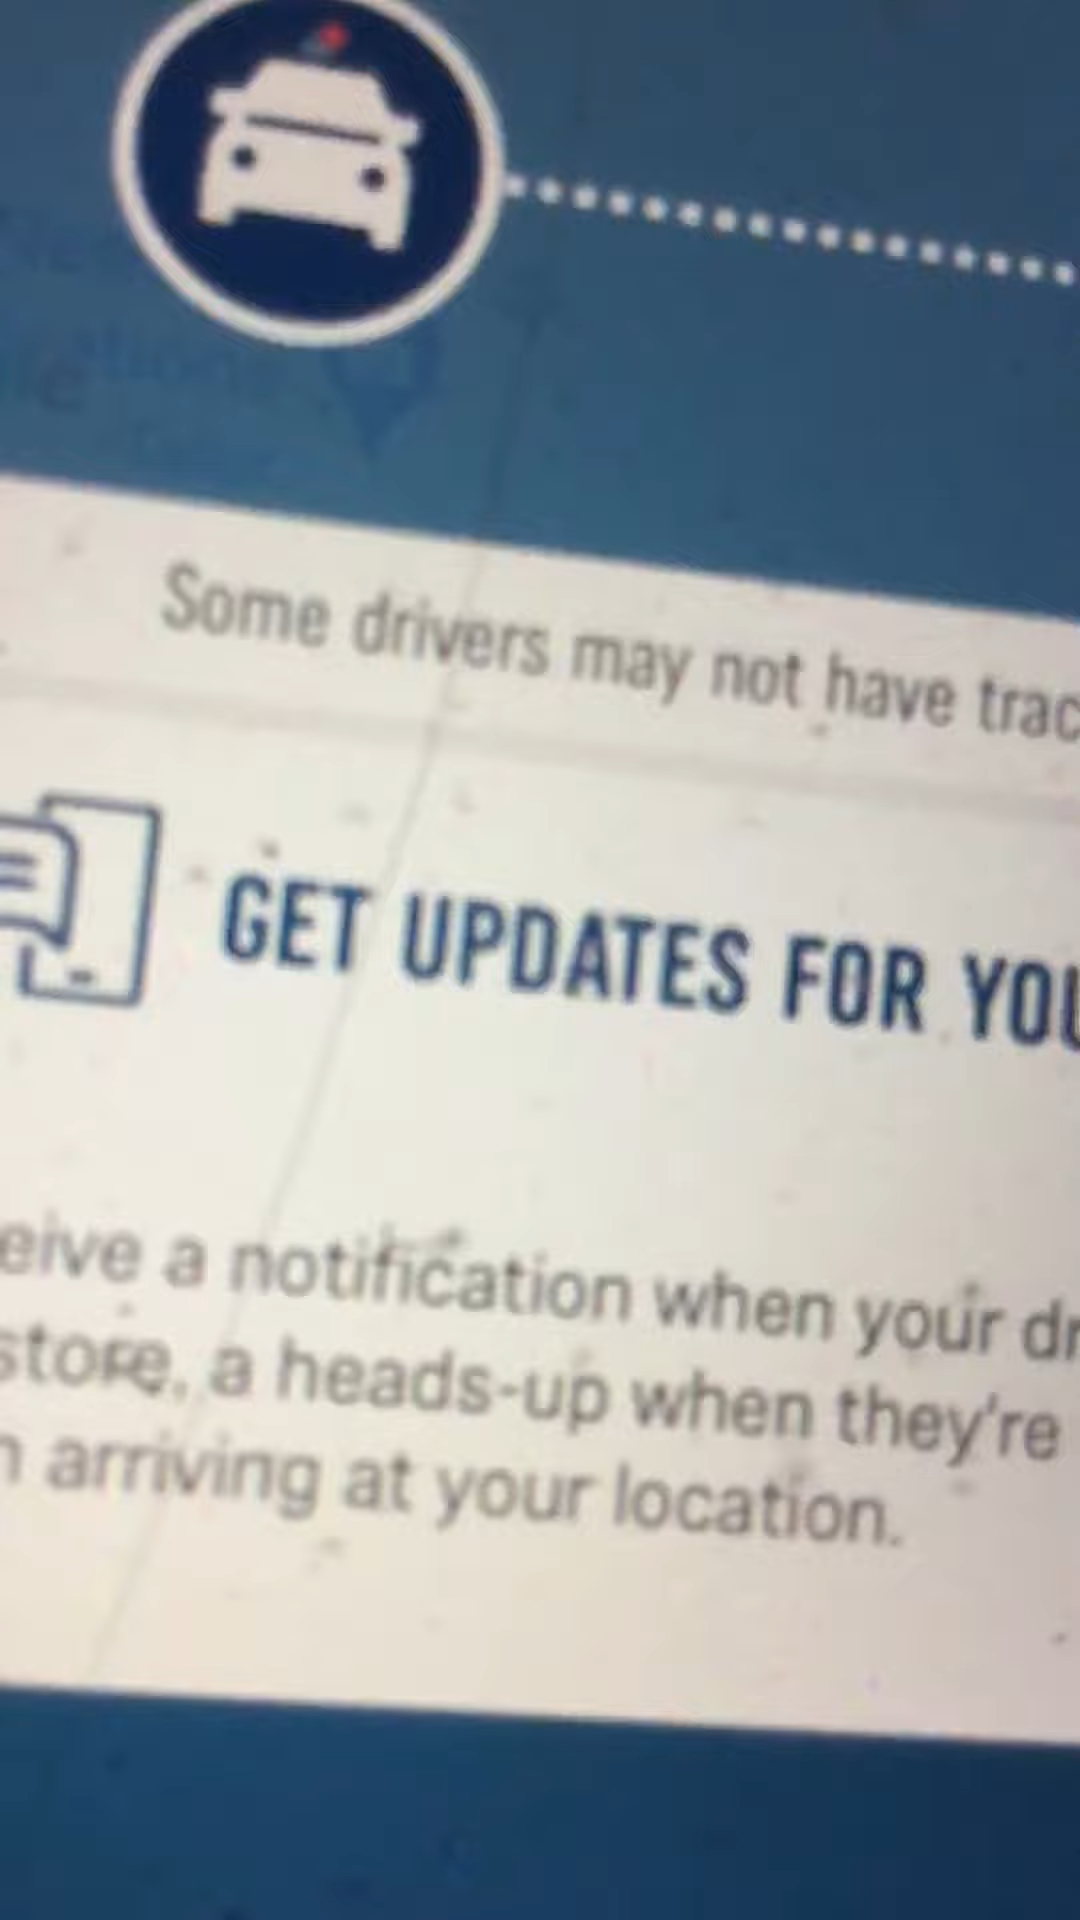 Some drivers may not have trac
GET UPDATES FOR YOU
eive a notification when your dr
store, a heads-up when they're
n arriving at your location.